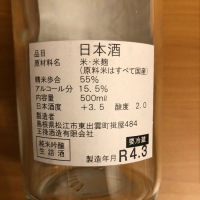 品目 日本酒
原材料名 米・米麹
(原料米はすべて国産)
精米歩合 55%
アルコール分 15.5%
内容量 500ml
日本酒度 +3.5 酸度 2.0
製造者
島根県松江市東出雲町揖屋484
王祿酒造有限会社
純米吟醸
生詰酒
要冷蔵
製造年月 R4.3